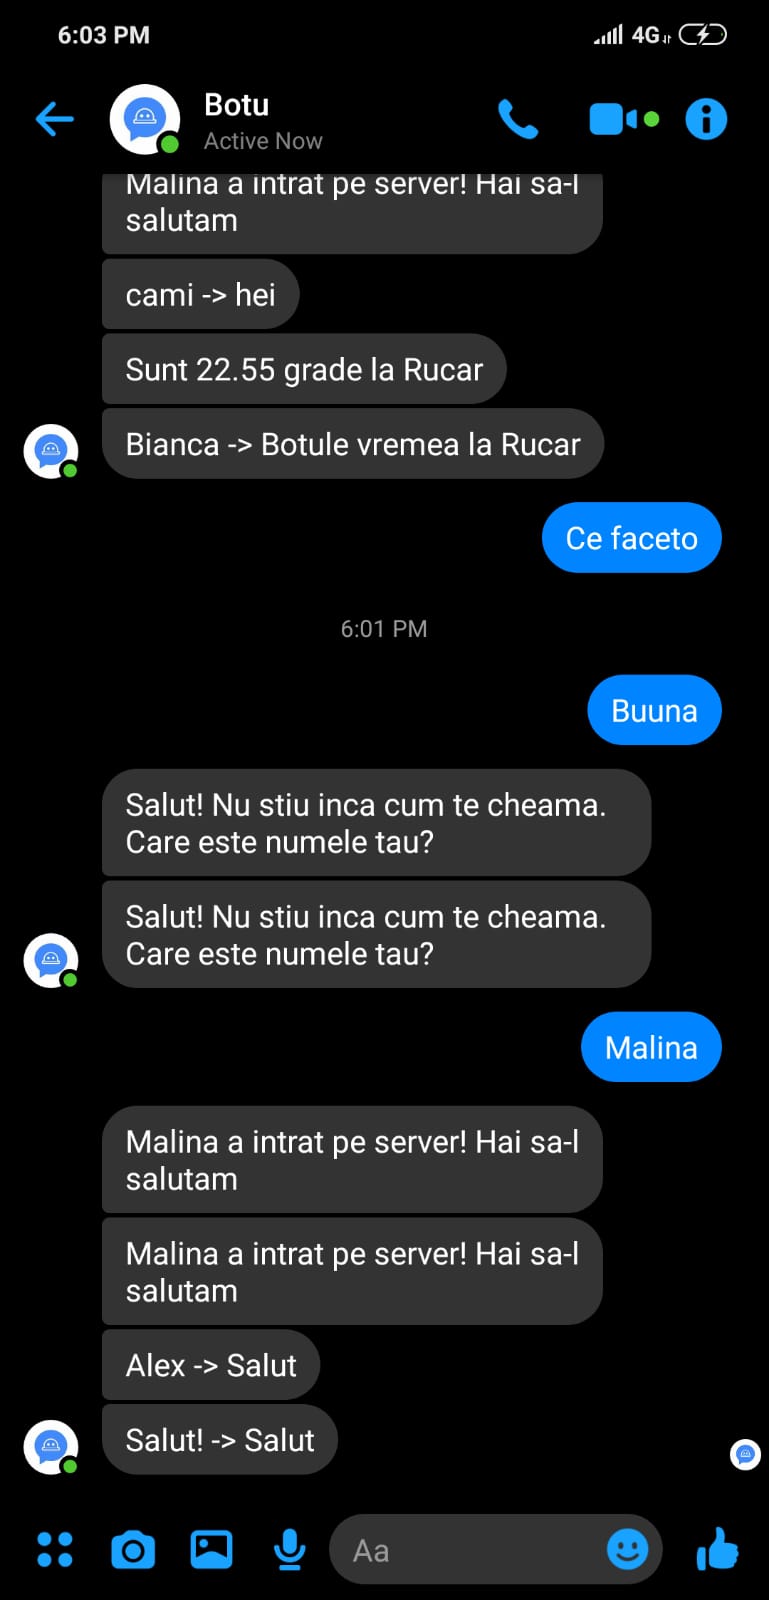 6:03 PM
4G
Botu
Active Now
Malina a intrat pe server! Hai sa-l
salutam
cami -> hei
Sunt 22.55 grade la Rucar
Bianca -> Botule vremea la Rucar
Ce faceto
6:01 PM
Buuna
Salut! Nu stiu inca cum te cheama.
Care este numele tau?
Salut! Nu stiu inca cum te cheama.
Care este numele tau?
Malina
Malina a intrat pe server! Hai sa-l
salutam
Malina a intrat pe server! Hai sa-l
salutam
Alex -> Salut
Salut! -> Salut
Aa